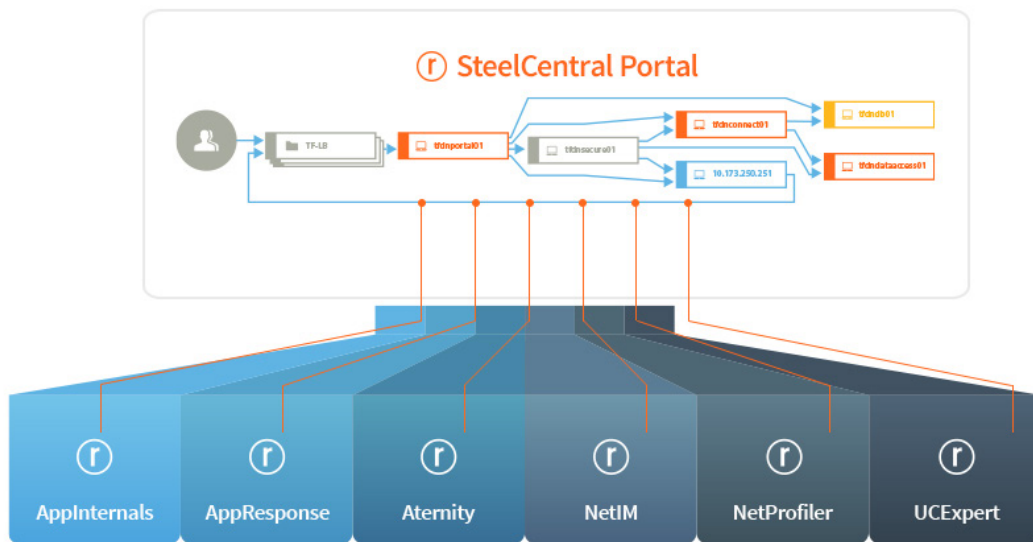 r SteelCentral Portal
TF-LB
tfdnportal01
tfdnsecure01
tfdnconnect01
10.173.250.251
tfdndb01
tfdndataaccess01
r r r r r r
AppInternals AppResponse Aternity NetIM NetProfiler UCExpert